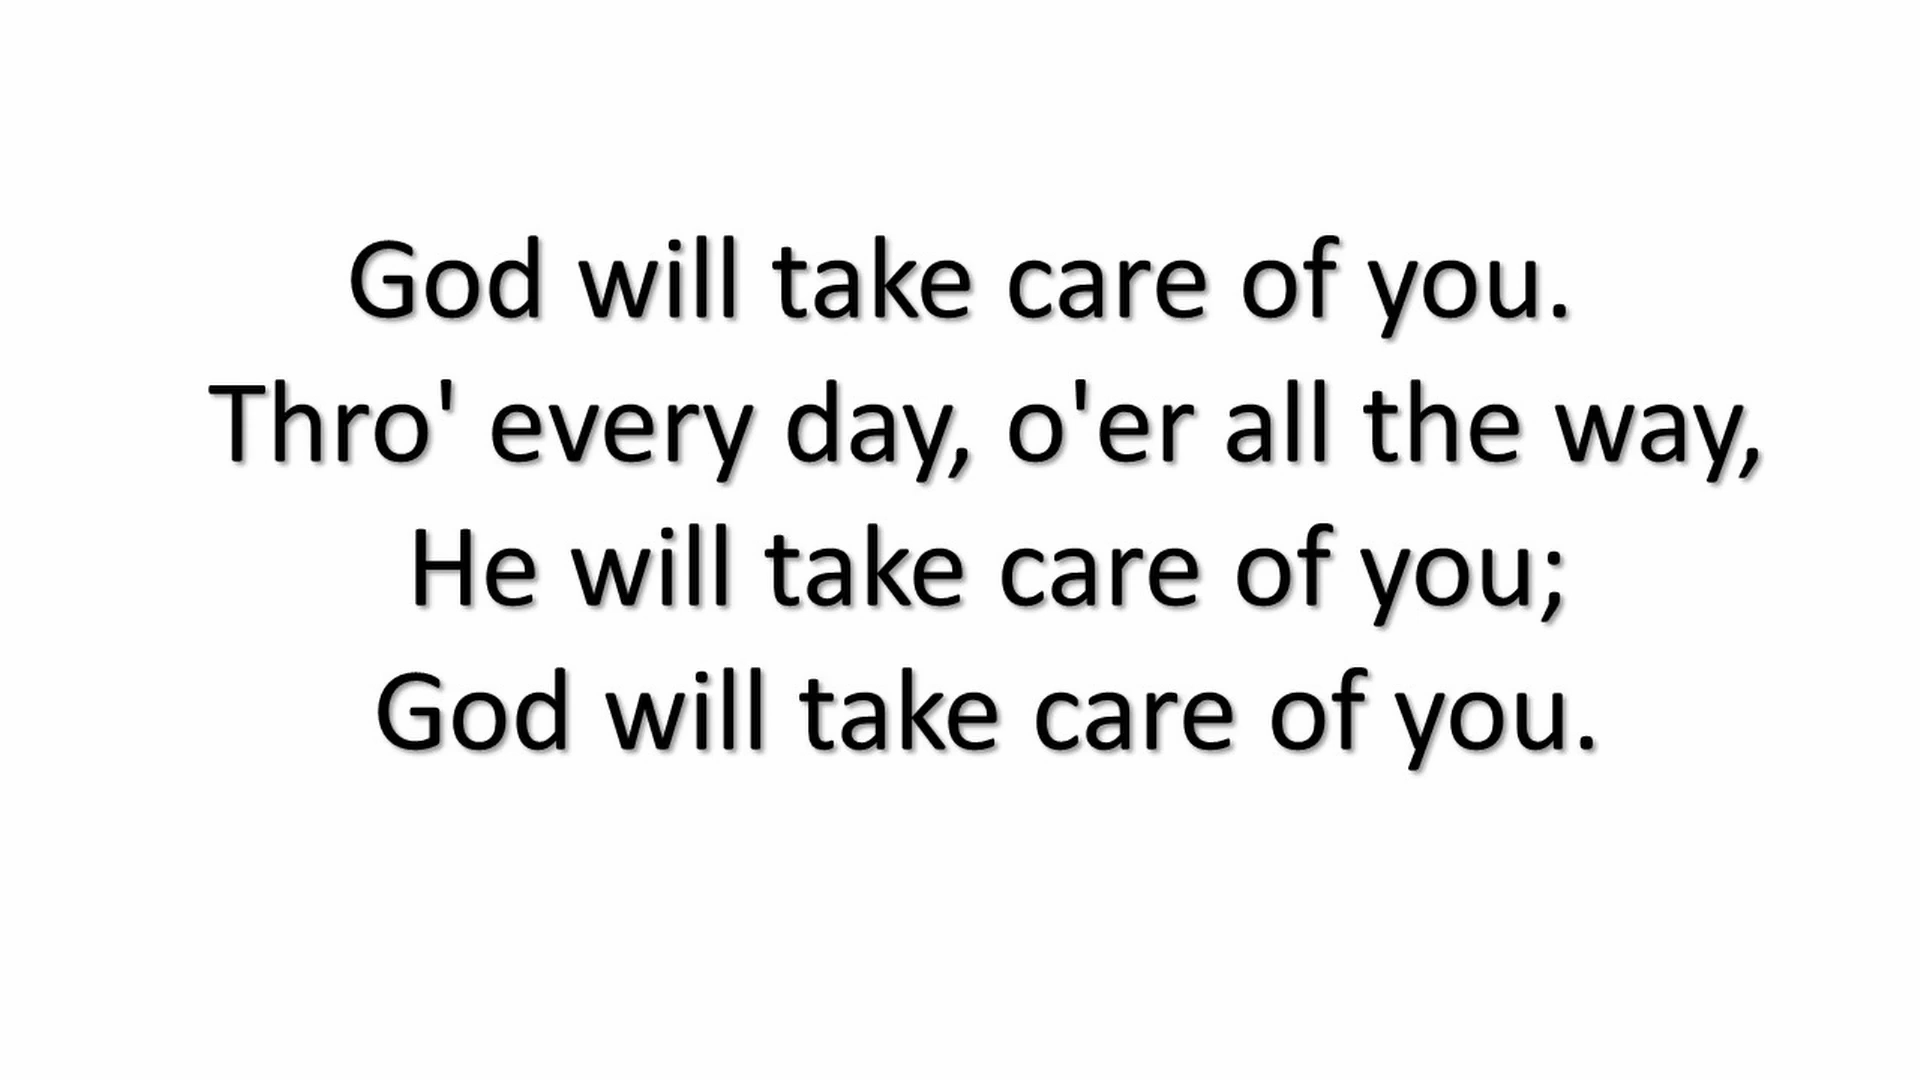 God will take care of you.
Thro' every day, o'er all the way,
He will take care of you;
God will take care of you.